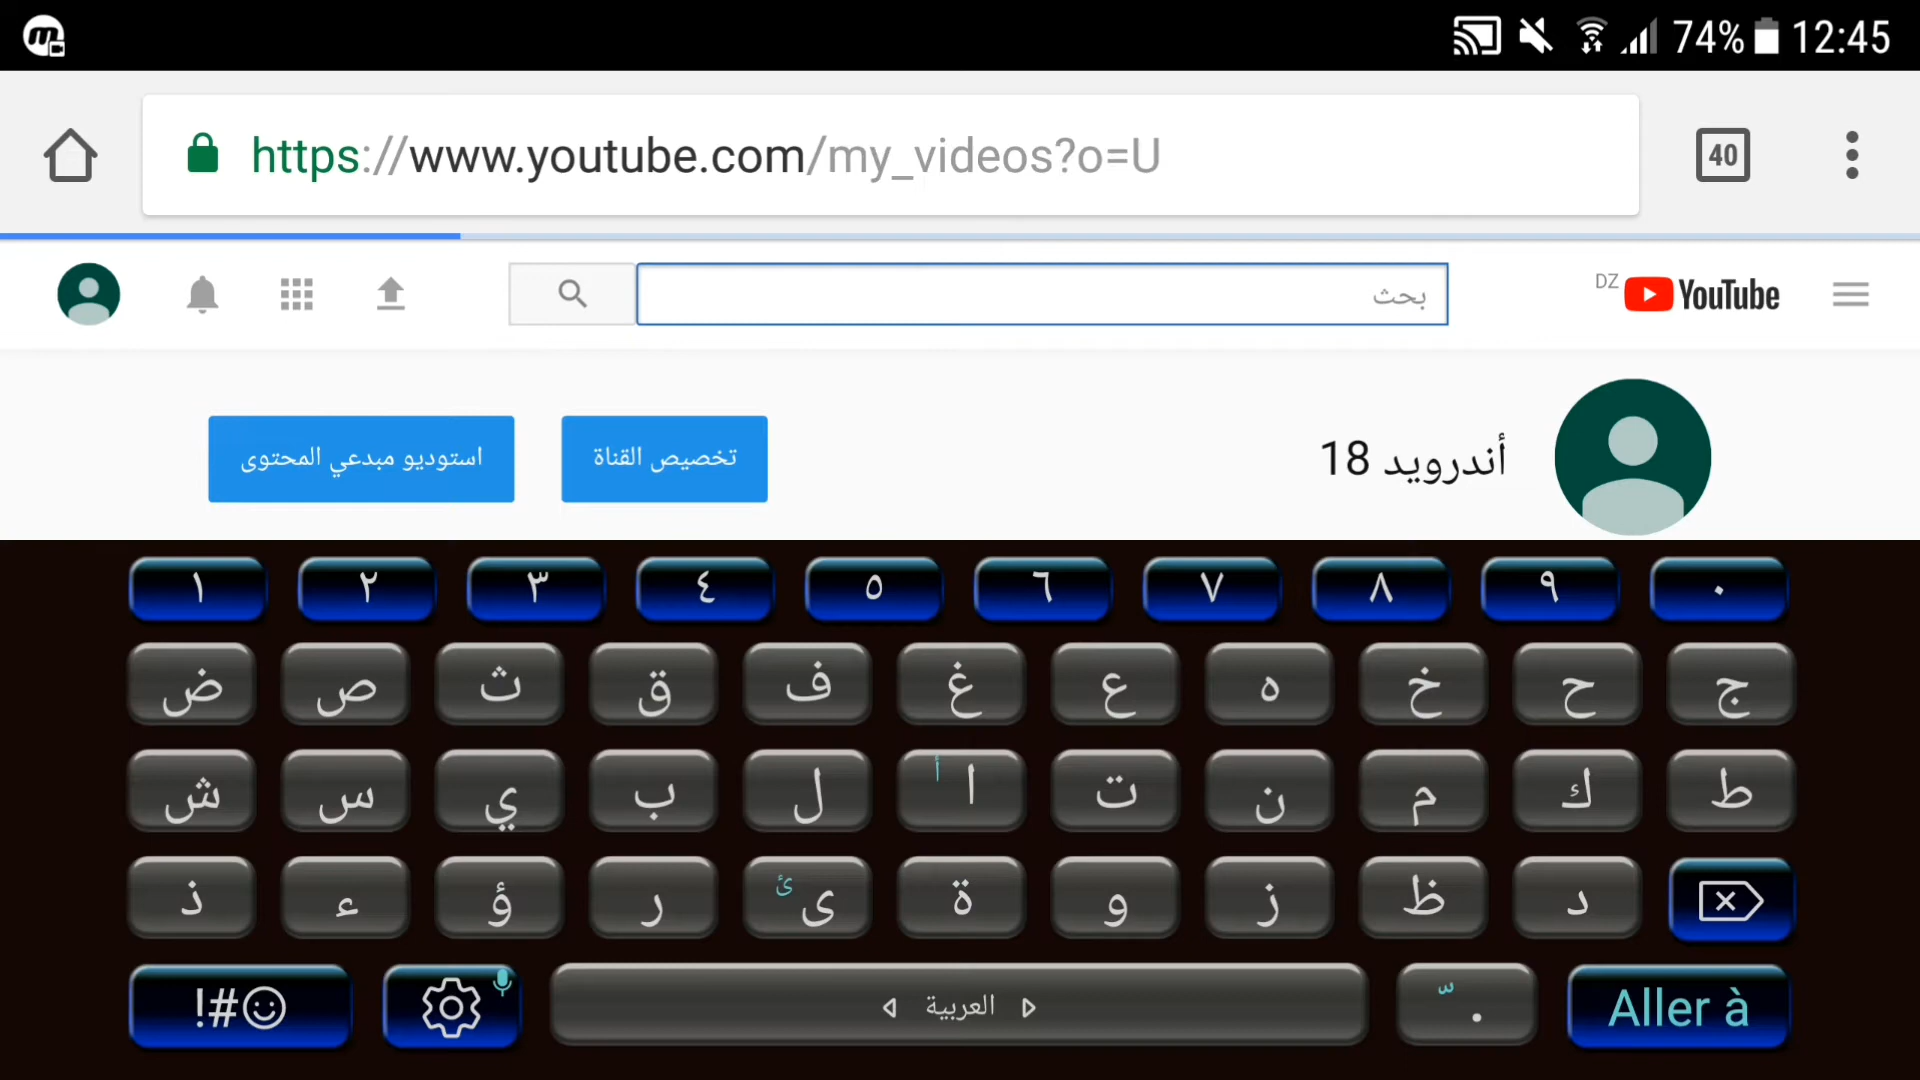 74% 12:45
https://www.youtube.com/my_videos?o=U
40
بحث
YouTube DZ
أندرويد 18
تخصيص القناة
استوديو مبدعي المحتوى
١ ٢ ٣ ٤ ٥ ٦ ٧ ٨ ٩ ٠
ض ص ث ق ف غ ع ه خ ح ج
ش س ي ب ل ا أ ت ن م ك ط
ذ ء ؤ ر ى ئ ة و ز ظ د
!#☺ العربية . Aller à